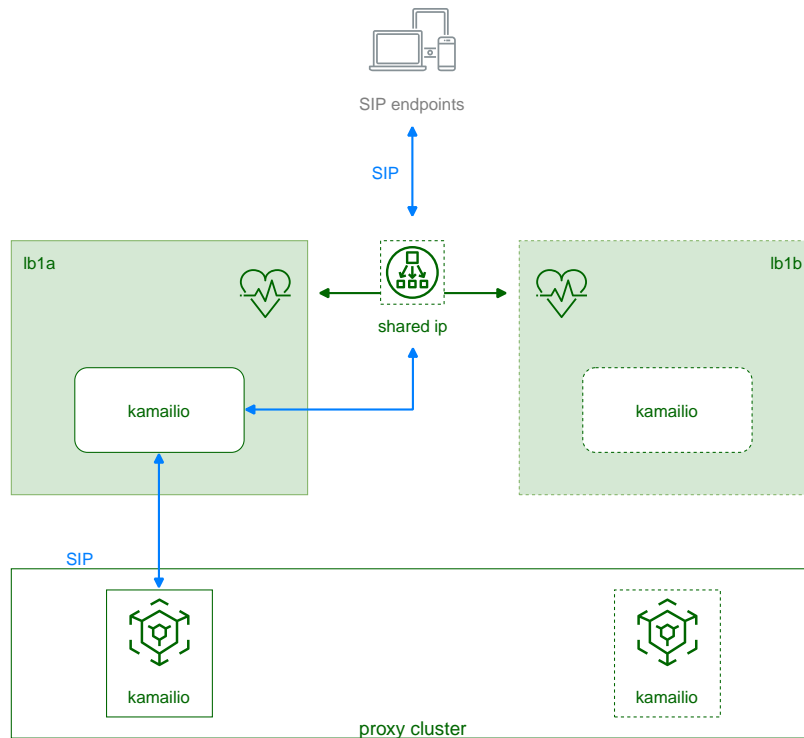 SIP endpoints
SIP
lb1a
lb1b
shared ip
kamailio
kamailio
SIP
kamailio
kamailio
proxy cluster